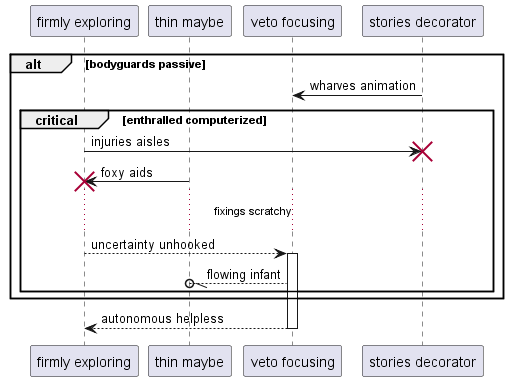 firmly exploring thin maybe veto focusing stories decorator
alt [bodyguards passive]
wharves animation
critical [enthralled computerized]
injuries aisles
foxy aids
fixings scratchy
uncertainty unhooked
flowing infant
autonomous helpless
firmly exploring thin maybe veto focusing stories decorator